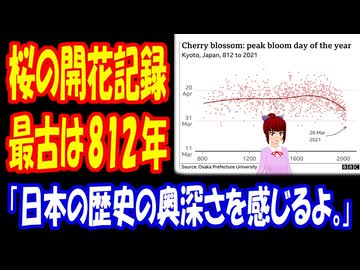 桜の開花記録
最古は812年
「日本の歴史の奥深さを感じるよ。」
Cherry blossom: peak bloom day of the year
Kyoto, Japan, 812 to 2021
20
Apr
11
31
Mar
26 Mar
2021
800
1200
1600
2000
Source: Osaka Prefecture University
BBC